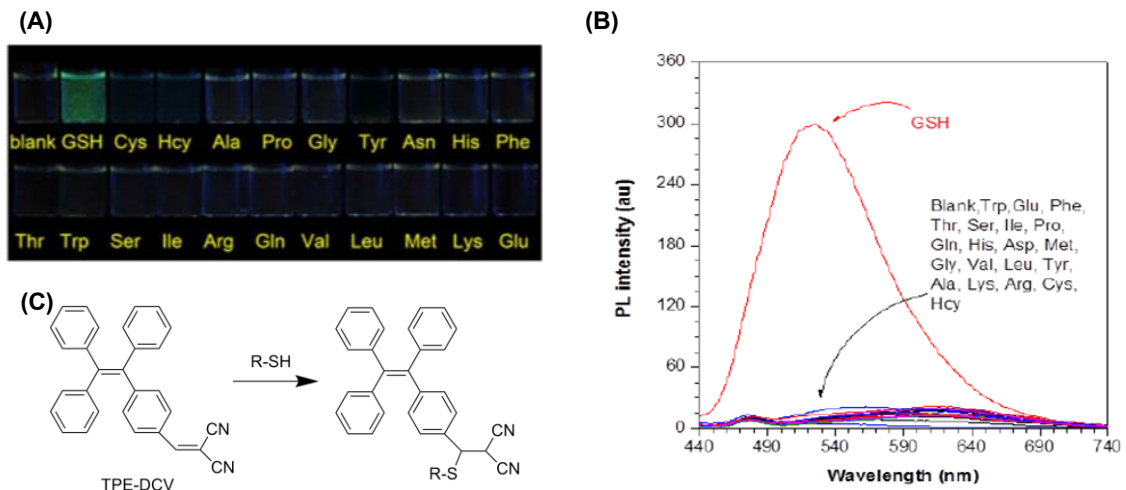 (A)
blank GSH Cys Hcy Ala Pro Gly Tyr Asn His Phe
Thr Trp Ser Ile Arg Gln Val Leu Met Lys Glu
(B)
360
300
240
180
120
60
0
PL intensity (au)
GSH
Blank,Trp,Glu, Phe,
Thr, Ser, Ile, Pro,
Gln, His, Asp, Met,
Gly, Val, Leu, Tyr,
Ala, Lys, Arg, Cys,
Hcy
440 490 540 590 640 690 740
Wavelength (nm)
(C)
R-SH
CN
CN
TPE-DCV
CN
R-S
CN